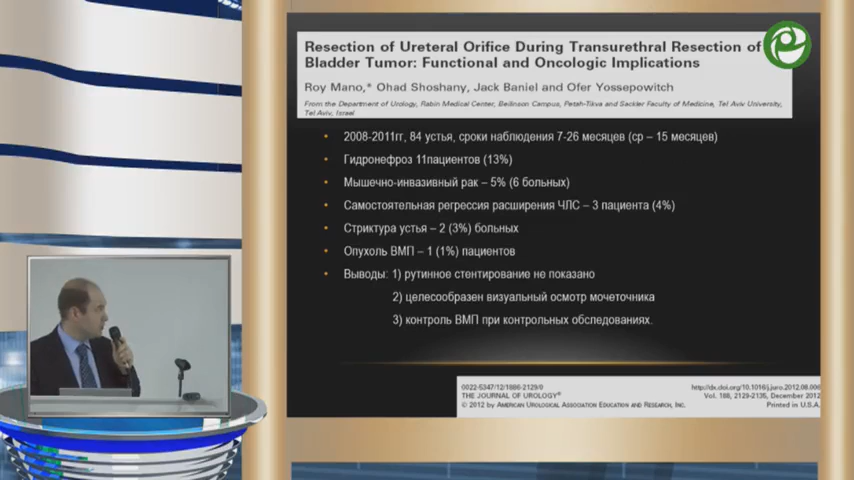 Resection of Ureteral Orifice During Transurethral Resection of
Bladder Tumor: Functional and Oncologic Implications
Roy Mano,* Ohad Shoshany, Jack Baniel and Ofer Yossepowitch
From the Department of Urology, Rabin Medical Center, Beilinson Campus, Petah-Tikva and Sackler Faculty of Medicine, Tel Aviv University,
Tel Aviv, Israel
• 2008-2011гг, 84 устья, сроки наблюдения 7-26 месяцев (ср – 15 месяцев)
• Гидронефроз 11пациентов (13%)
• Мышечно-инвазивный рак – 5% (6 больных)
• Самостоятельная регрессия расширения ЧЛС – 3 пациента (4%)
• Стриктура устья – 2 (3%) больных
• Опухоль ВМП – 1 (1%) пациентов
• Выводы: 1) рутинное стентирование не показано
2) целесообразен визуальный осмотр мочеточника
3) контроль ВМП при контрольных обследованиях.
0022-5347/12/1886-2129/0
THE JOURNAL OF UROLOGY®
© 2012 by AMERICAN UROLOGICAL ASSOCIATION EDUCATION AND RESEARCH, INC.
http://dx.doi.org/10.1016/j.juro.2012.08.006
Vol. 188, 2129-2135, December 2012
Printed in U.S.A.